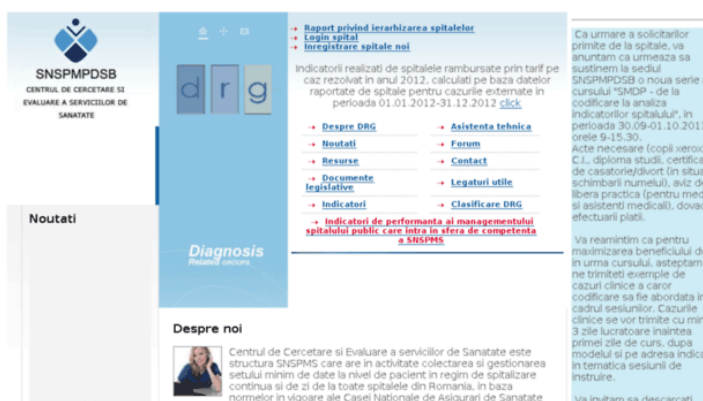 SNSPMPDSB
CENTRUL DE CERCETARE SI
EVALUARE A SERVICIILOR DE
SANATATE
Noutati
drg
Diagnosis
Related GROUPS
Raport privind ierarhizarea spitalelor
Login spital
Inregistrare spitale noi
Indicatorii realizati de spitalele rambursate prin tarif pe
caz rezolvat in anul 2012, calculati pe baza datelor
raportate de spitale pentru cazurile externate in
perioada 01.01.2012-31.12.2012 click
Despre DRG
Asistenta tehnica
Noutati
Forum
Resurse
Contact
Documente
legislative
Legaturi utile
Indicatori
Clasificare DRG
Indicatori de performanta ai managementului
spitalului public care intra in sfera de competenta
a SNSPMS
Despre noi
Centrul de Cercetare si Evaluare a serviciilor de Sanatate este
structura SNSPMS care are in activitate colectarea si gestionarea
setului minim de date la nivel de pacient in regim de spitalizare
continua si de zi de la toate spitalele din Romania, in baza
normelor in vigoare ale Casei Nationale de Asigurari de Sanatate
Ca urmare a solicitarilor
primite de la spitale, va
anuntam ca urmeaza sa
sustinem la sediul
SNSPMPDSB o noua serie a
cursului "SMDP - de la
codificare la analiza
indicatorilor spitalului", in
perioada 30.09-01.10.201
orele 9-15.30.
Acte necesare (copii xerox)
C.I., diploma studii, certifica
de casatorie/divort (in situa
schimbarii numelui), aviz de
libera practica (pentru med
si asistenti medicali), dovad
efectuarii platii.
Va reamintim ca pentru
maximizarea beneficiului de
in urma cursului, asteptam
ne trimiteti exemple de
cazuri clinice a caror
codificare sa fie abordata in
cadrul sesiunilor. Cazurile
clinice se vor trimite cu min
3 zile lucratoare inaintea
primei zile de curs, dupa
modelul si pe adresa indica
in tematica sesiunii de
instruire.
Va invitam sa descarcati